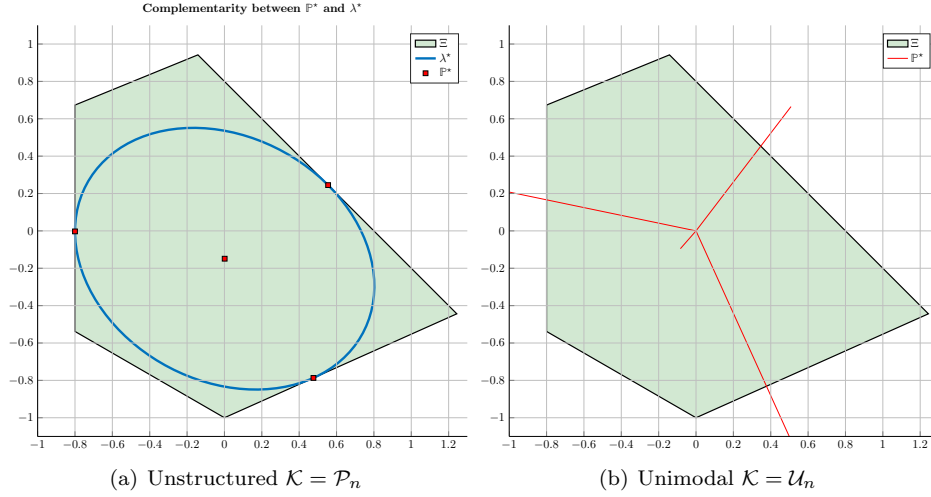 Complementarity between ℙ⋆ and λ⋆
1
0.8
0.6
0.4
0.2
0
−0.2
−0.4
−0.6
−0.8
−1
−1 −0.8 −0.6 −0.4 −0.2 0 0.2 0.4 0.6 0.8 1 1.2
Ξ
λ⋆
ℙ⋆
(a) Unstructured 𝒦 = 𝒫ₙ
1
0.8
0.6
0.4
0.2
0
−0.2
−0.4
−0.6
−0.8
−1
−1 −0.8 −0.6 −0.4 −0.2 0 0.2 0.4 0.6 0.8 1 1.2
Ξ
ℙ⋆
(b) Unimodal 𝒦 = 𝒰ₙ